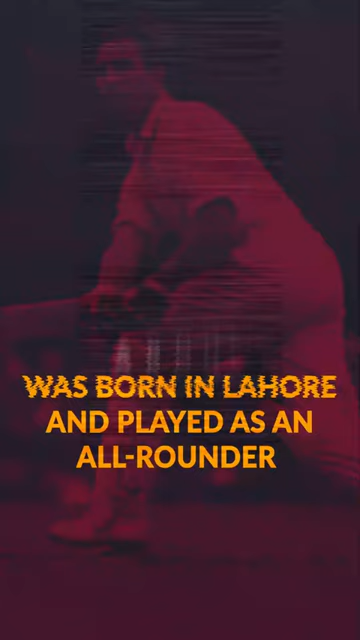 WAS BORN IN LAHORE
AND PLAYED AS AN
ALL-ROUNDER